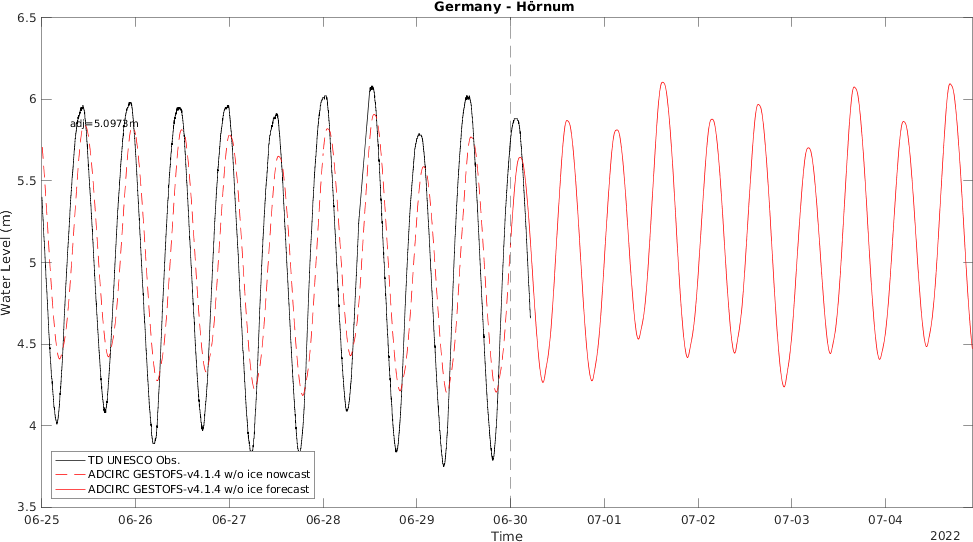 Germany - Hörnum
6.5
6
5.5
5
4.5
4
3.5
Water Level (m)
adj=5.0973m
TD UNESCO Obs.
ADCIRC GESTOFS-v4.1.4 w/o ice nowcast
ADCIRC GESTOFS-v4.1.4 w/o ice forecast
06-25 06-26 06-27 06-28 06-29 06-30 07-01 07-02 07-03 07-04
Time
2022